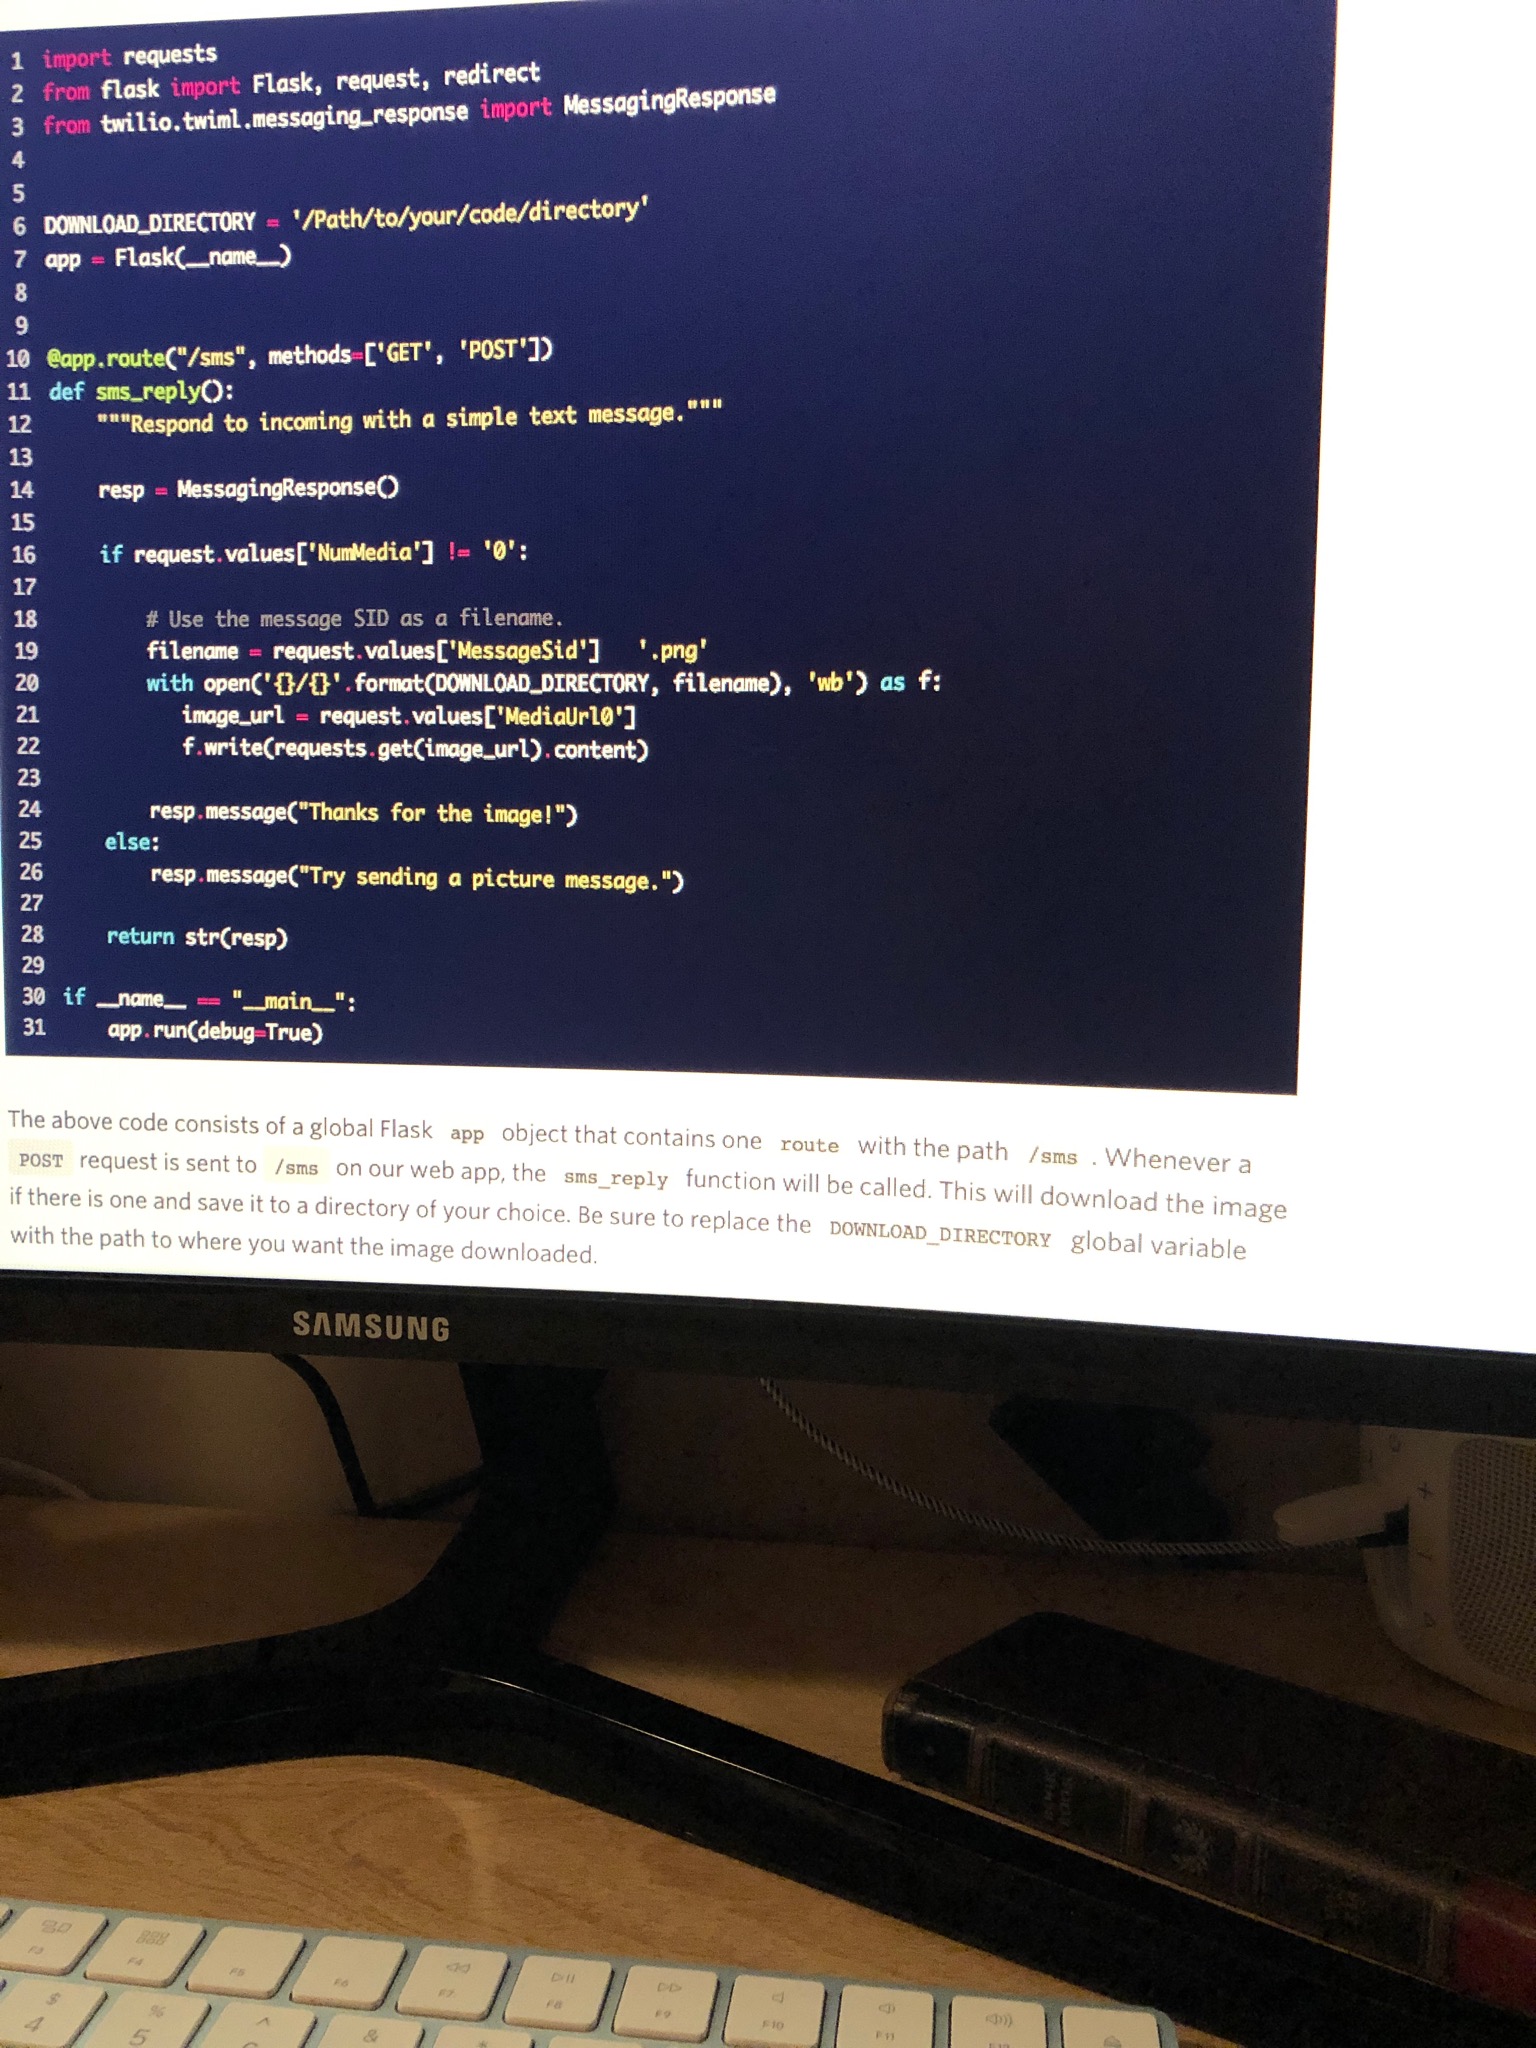 1 import requests
2 from flask import Flask, request, redirect
3 from twilio.twiml.messaging_response import MessagingResponse
4
5
6 DOWNLOAD_DIRECTORY = '/Path/to/your/code/directory'
7 app = Flask(__name__)
8
9
10 @app.route("/sms", methods=['GET', 'POST'])
11 def sms_reply():
12     """Respond to incoming with a simple text message."""
13
14     resp = MessagingResponse()
15
16     if request.values['NumMedia'] != '0':
17
18         # Use the message SID as a filename.
19         filename = request.values['MessageSid']   '.png'
20         with open('{}/{}'.format(DOWNLOAD_DIRECTORY, filename), 'wb') as f:
21            image_url = request.values['MediaUrl0']
22            f.write(requests.get(image_url).content)
23
24         resp.message("Thanks for the image!")
25     else:
26         resp.message("Try sending a picture message.")
27
28     return str(resp)
29
30 if __name__ == "__main__":
31     app.run(debug=True)
The above code consists of a global Flask app object that contains one route with the path /sms . Whenever a
POST request is sent to /sms on our web app, the sms_reply function will be called. This will download the image
if there is one and save it to a directory of your choice. Be sure to replace the DOWNLOAD_DIRECTORY global variable
with the path to where you want the image downloaded.
SAMSUNG
F3 F4 F5 F6 F7 F8 F9 F10 F11
$ % ^ &
4 5